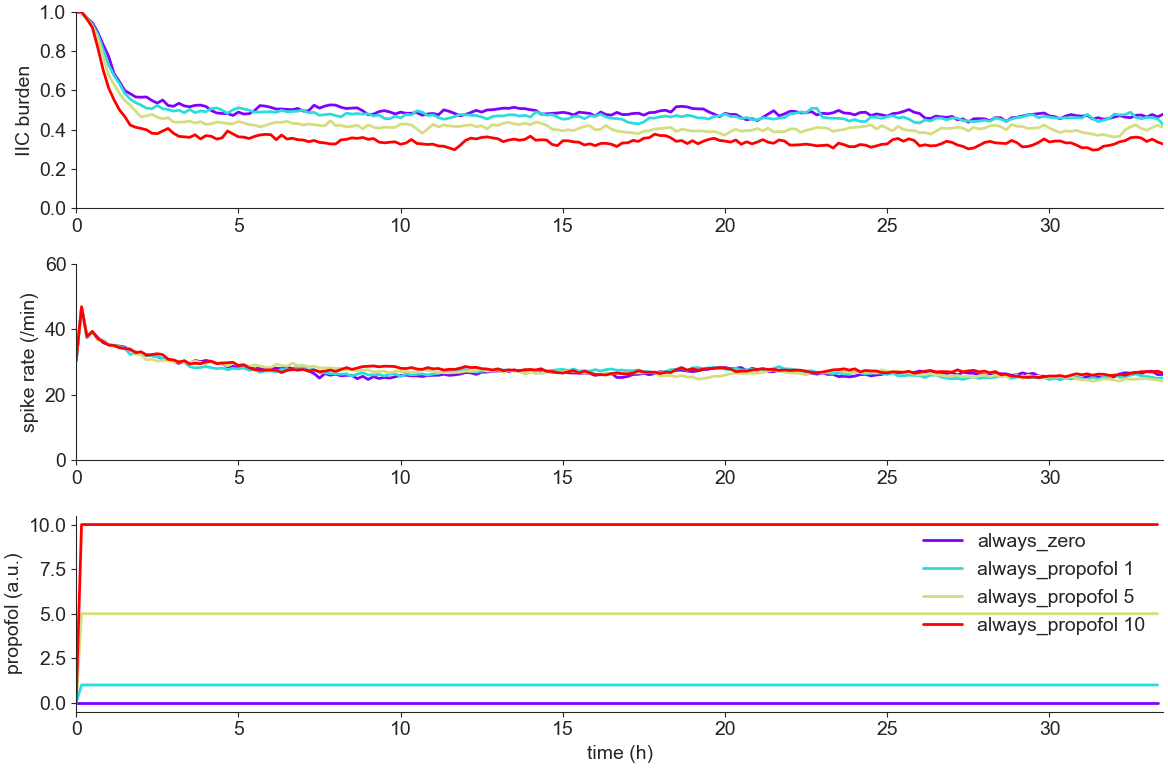 1.0
0.8
0.6
0.4
0.2
0.0
IIC burden
0 5 10 15 20 25 30
60
40
20
0
spike rate (/min)
0 5 10 15 20 25 30
10.0
7.5
5.0
2.5
0.0
propofol (a.u.)
always_zero
always_propofol 1
always_propofol 5
always_propofol 10
0 5 10 15 20 25 30
time (h)